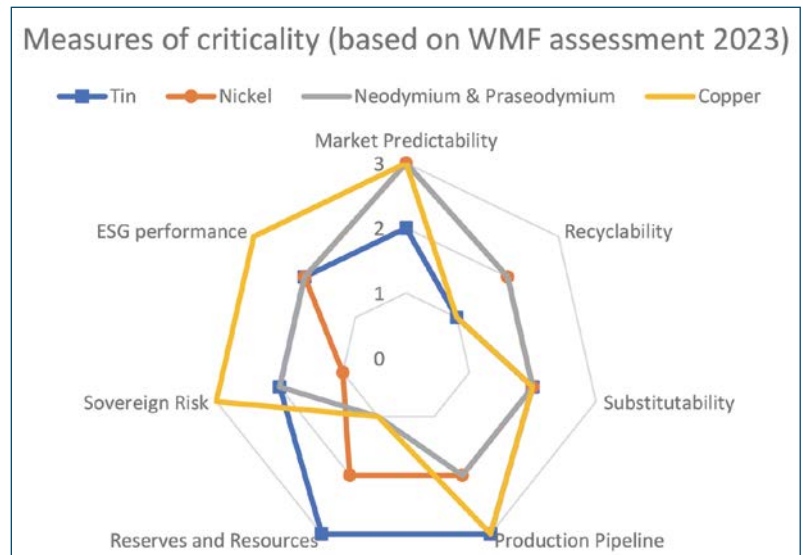 Measures of criticality (based on WMF assessment 2023)
Tin Nickel Neodymium & Praseodymium Copper
Market Predictability
3
ESG performance Recyclability
2
1
0
Sovereign Risk Substitutability
Reserves and Resources Production Pipeline